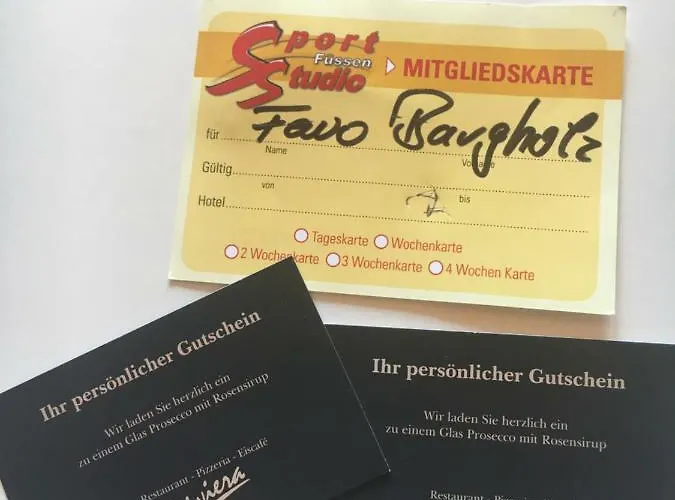 Sport
Füssen
Studio
MITGLIEDSKARTE
für Favo Bargholz
Name
Gültig
von
bis
Hotel
Tageskarte Wochenkarte
2 Wochenkarte 3 Wochenkarte 4 Wochen Karte
Ihr persönlicher Gutschein
Wir laden Sie herzlich ein
zu einem Glas Prosecco mit Rosensirup
Restaurant - Pizzeria - Eiscafé
Ihr persönlicher Gutschein
Wir laden Sie herzlich ein
zu einem Glas Prosecco mit Rosensirup